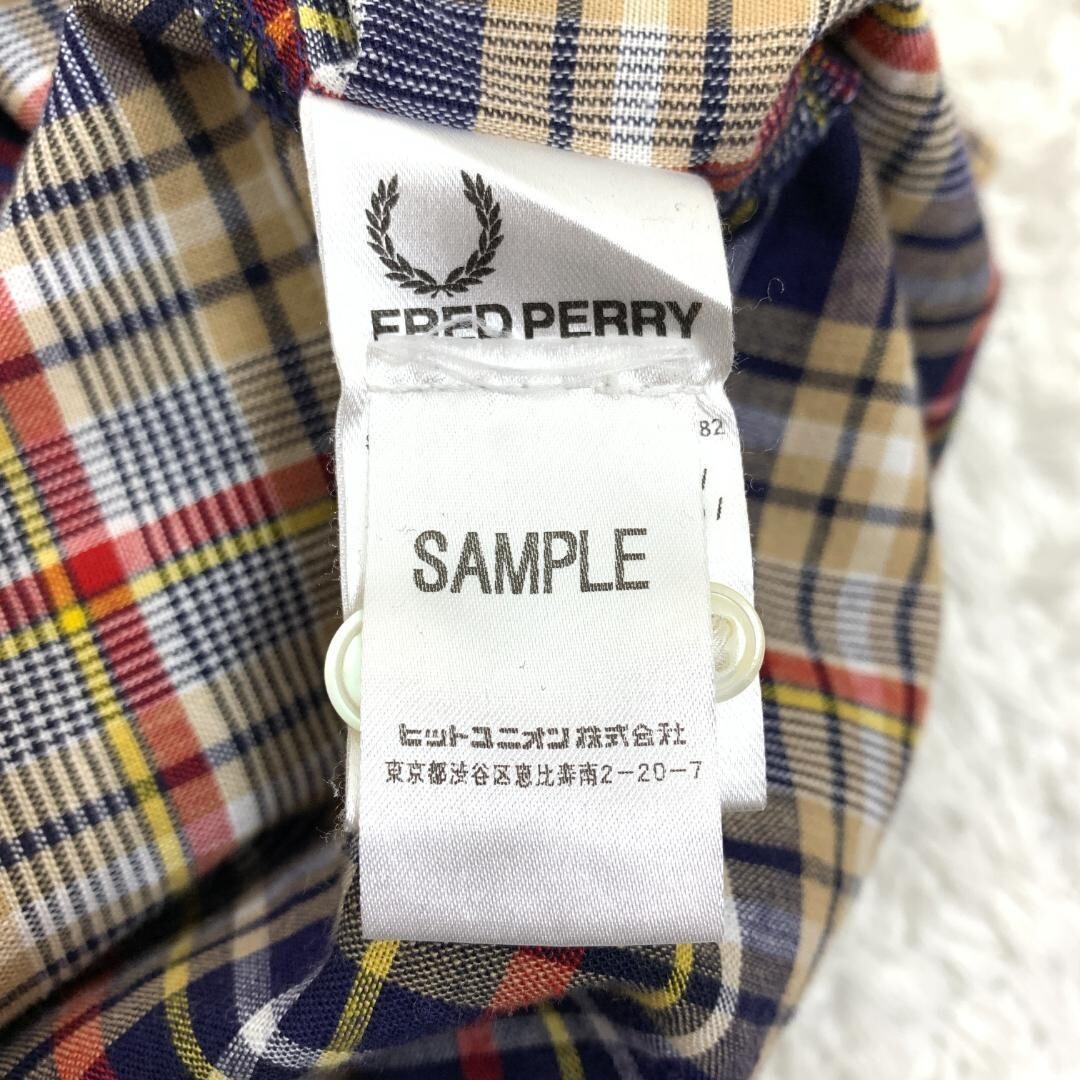 FRED PERRY
82
SAMPLE
ヒットユニオン株式会社
東京都渋谷区恵比寿南2-20-7